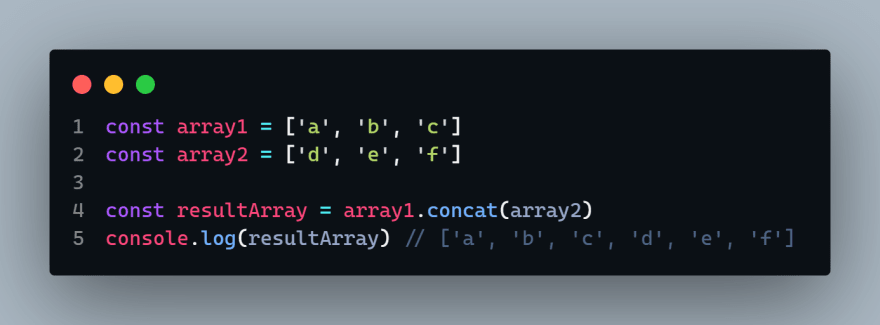 1 const array1 = ['a', 'b', 'c']
2 const array2 = ['d', 'e', 'f']
3
4 const resultArray = array1.concat(array2)
5 console.log(resultArray) // ['a', 'b', 'c', 'd', 'e', 'f']